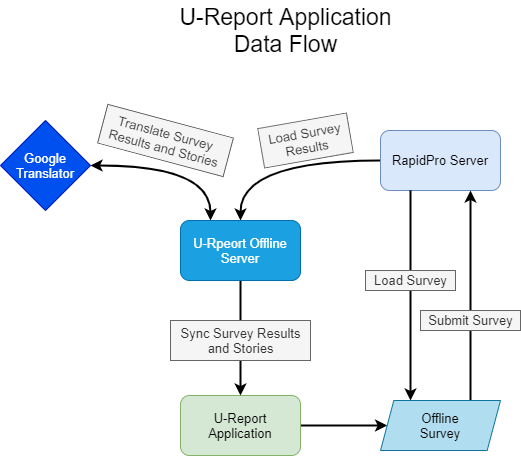 U-Report Application
Data Flow
Translate Survey
Results and Stories
Load Survey
Results
Google
Translator
RapidPro Server
U-Rpeort Offline
Server
Load Survey
Submit Survey
Sync Survey Results
and Stories
U-Report
Application
Offline
Survey